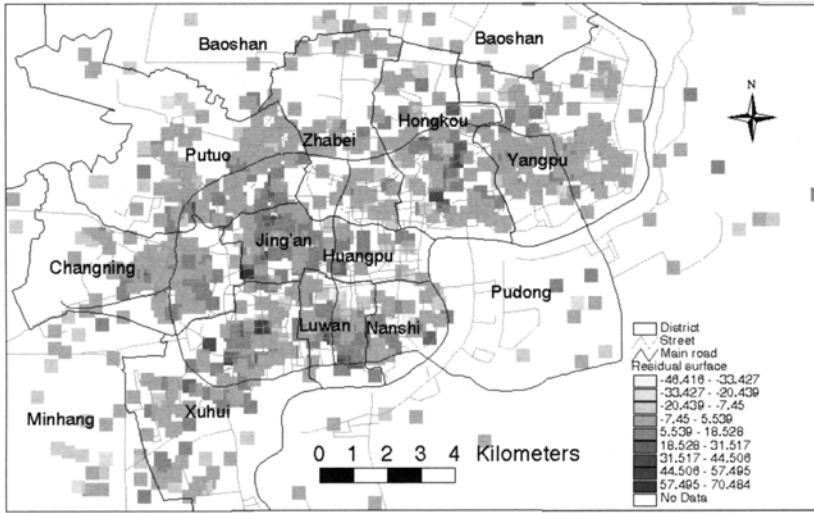 Baoshan
Baoshan
N
Hongkou
Zhabei
Putuo
Yangpu
Jing'an
Huangpu
Changning
Pudong
Luwan
Nanshi
Xuhui
Minhang
0 1 2 3 4 Kilometers
District
Street
Main road
Residual surface
-46.416 - -33.427
-33.427 - -20.439
-20.439 - -7.45
-7.45 - 5.539
5.539 - 18.528
18.528 - 31.517
31.517 - 44.506
44.506 - 57.495
57.495 - 70.484
No Data